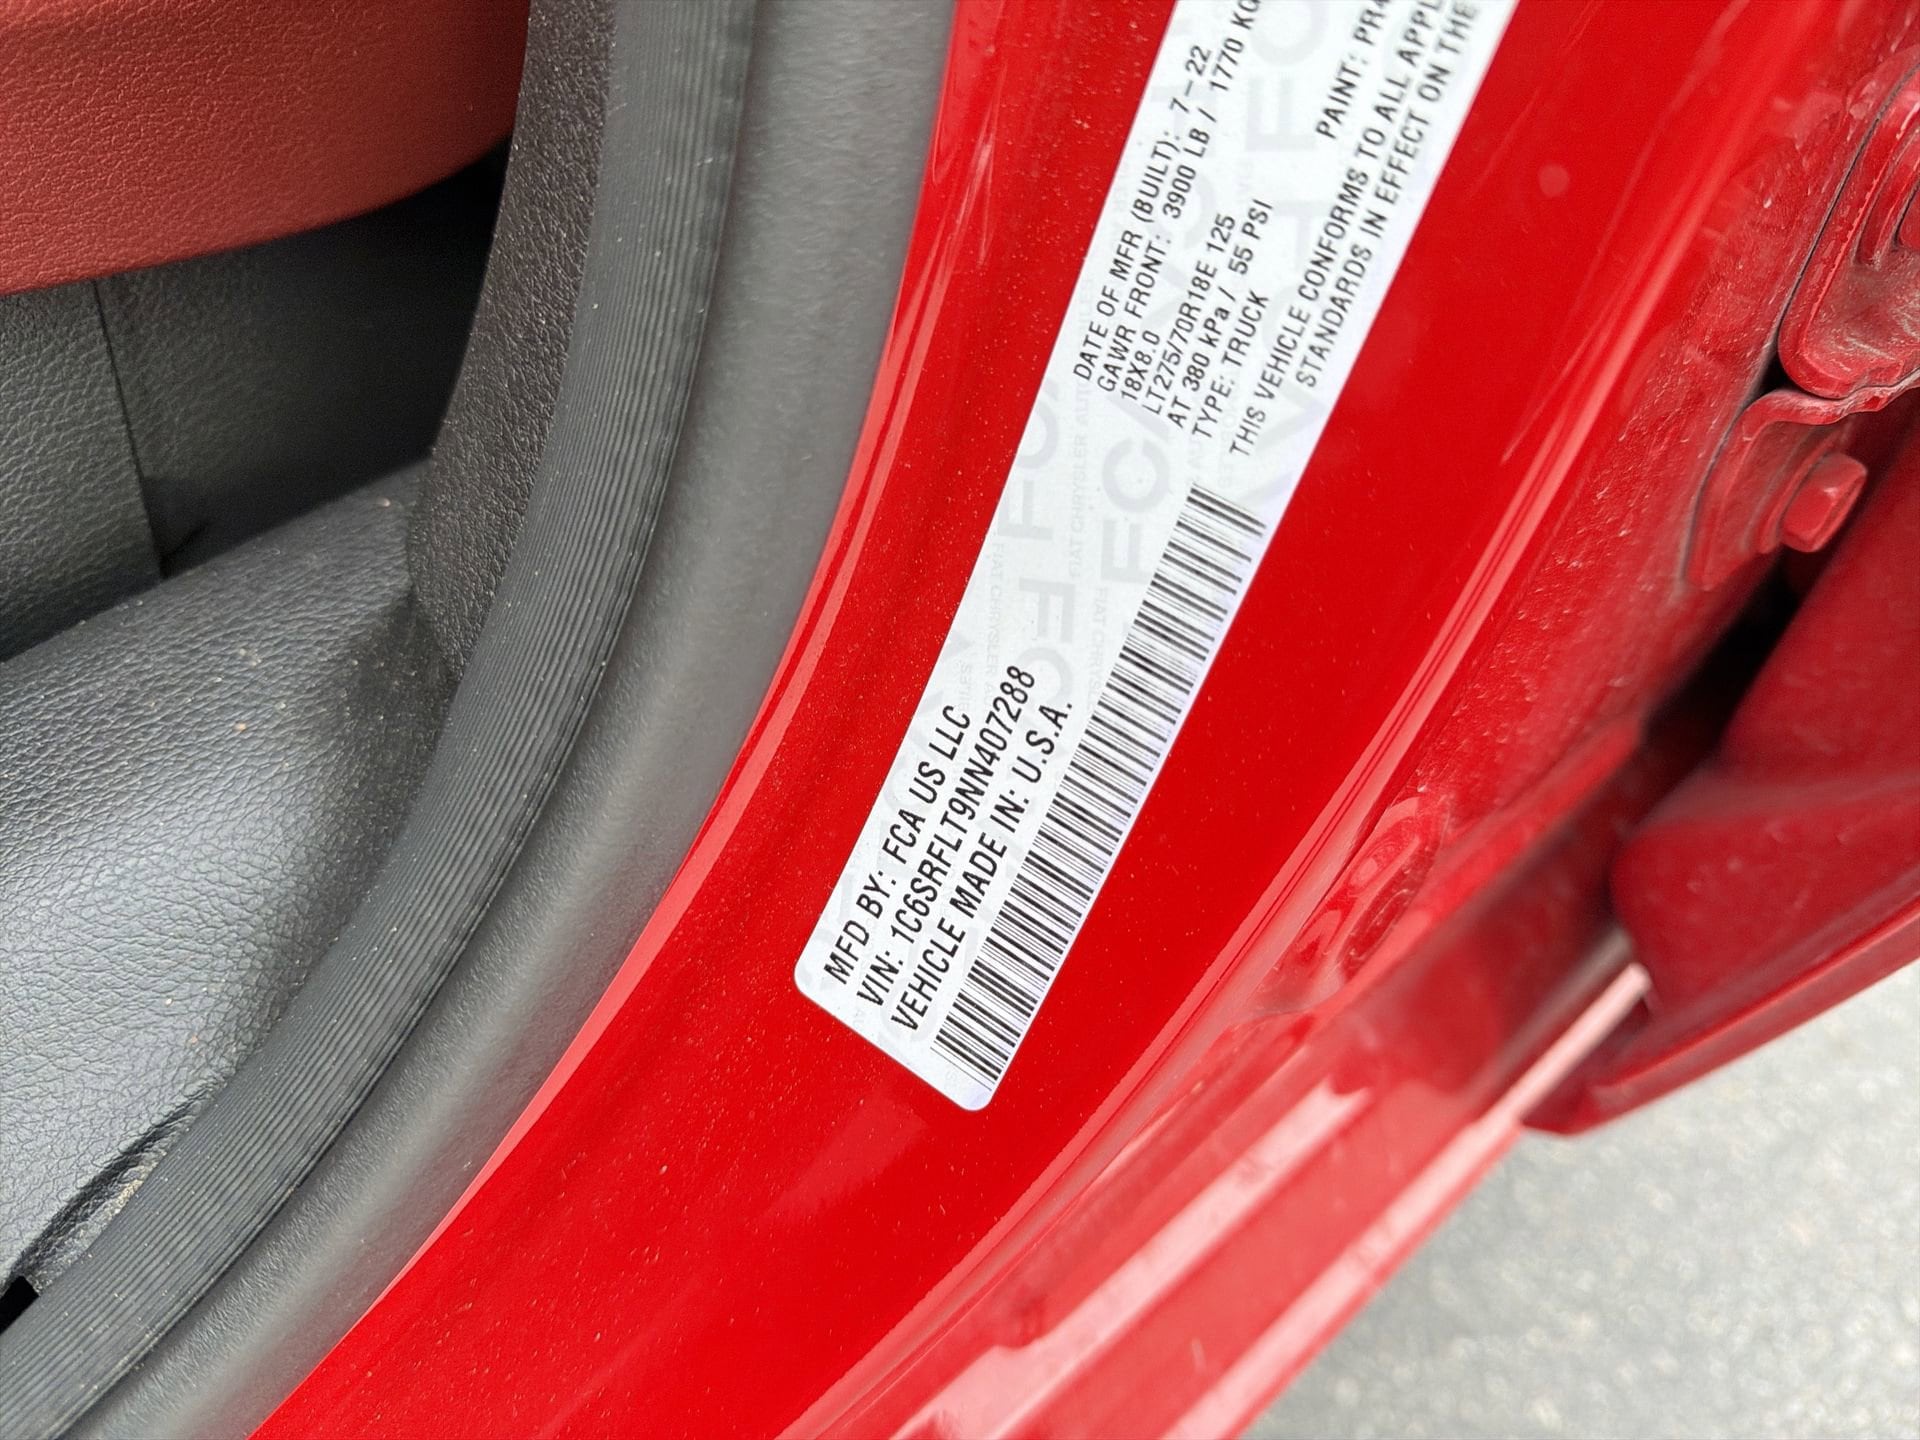 MFD BY: FCA US LLC
VIN: 1C6SRFLT9NN407288
VEHICLE MADE IN: U.S.A.
DATE OF MFR (BUILT): 7-22
GAWR FRONT: 3900 LB / 1770 KG
18X8.0
LT275/70R18E 125
AT 380 kPa / 55 PSI
TYPE: TRUCK
PAINT: PR4
THIS VEHICLE CONFORMS TO ALL APPL
STANDARDS IN EFFECT ON THE